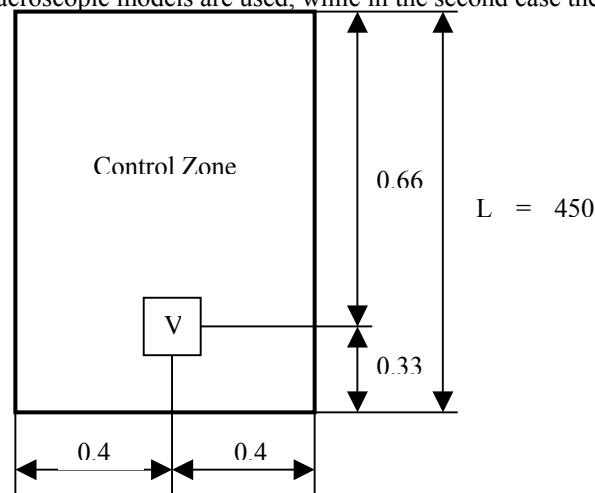 macroscopic models are used, while in the second case the
Control Zone
0.66
L = 450
V
0.33
0.4 0.4